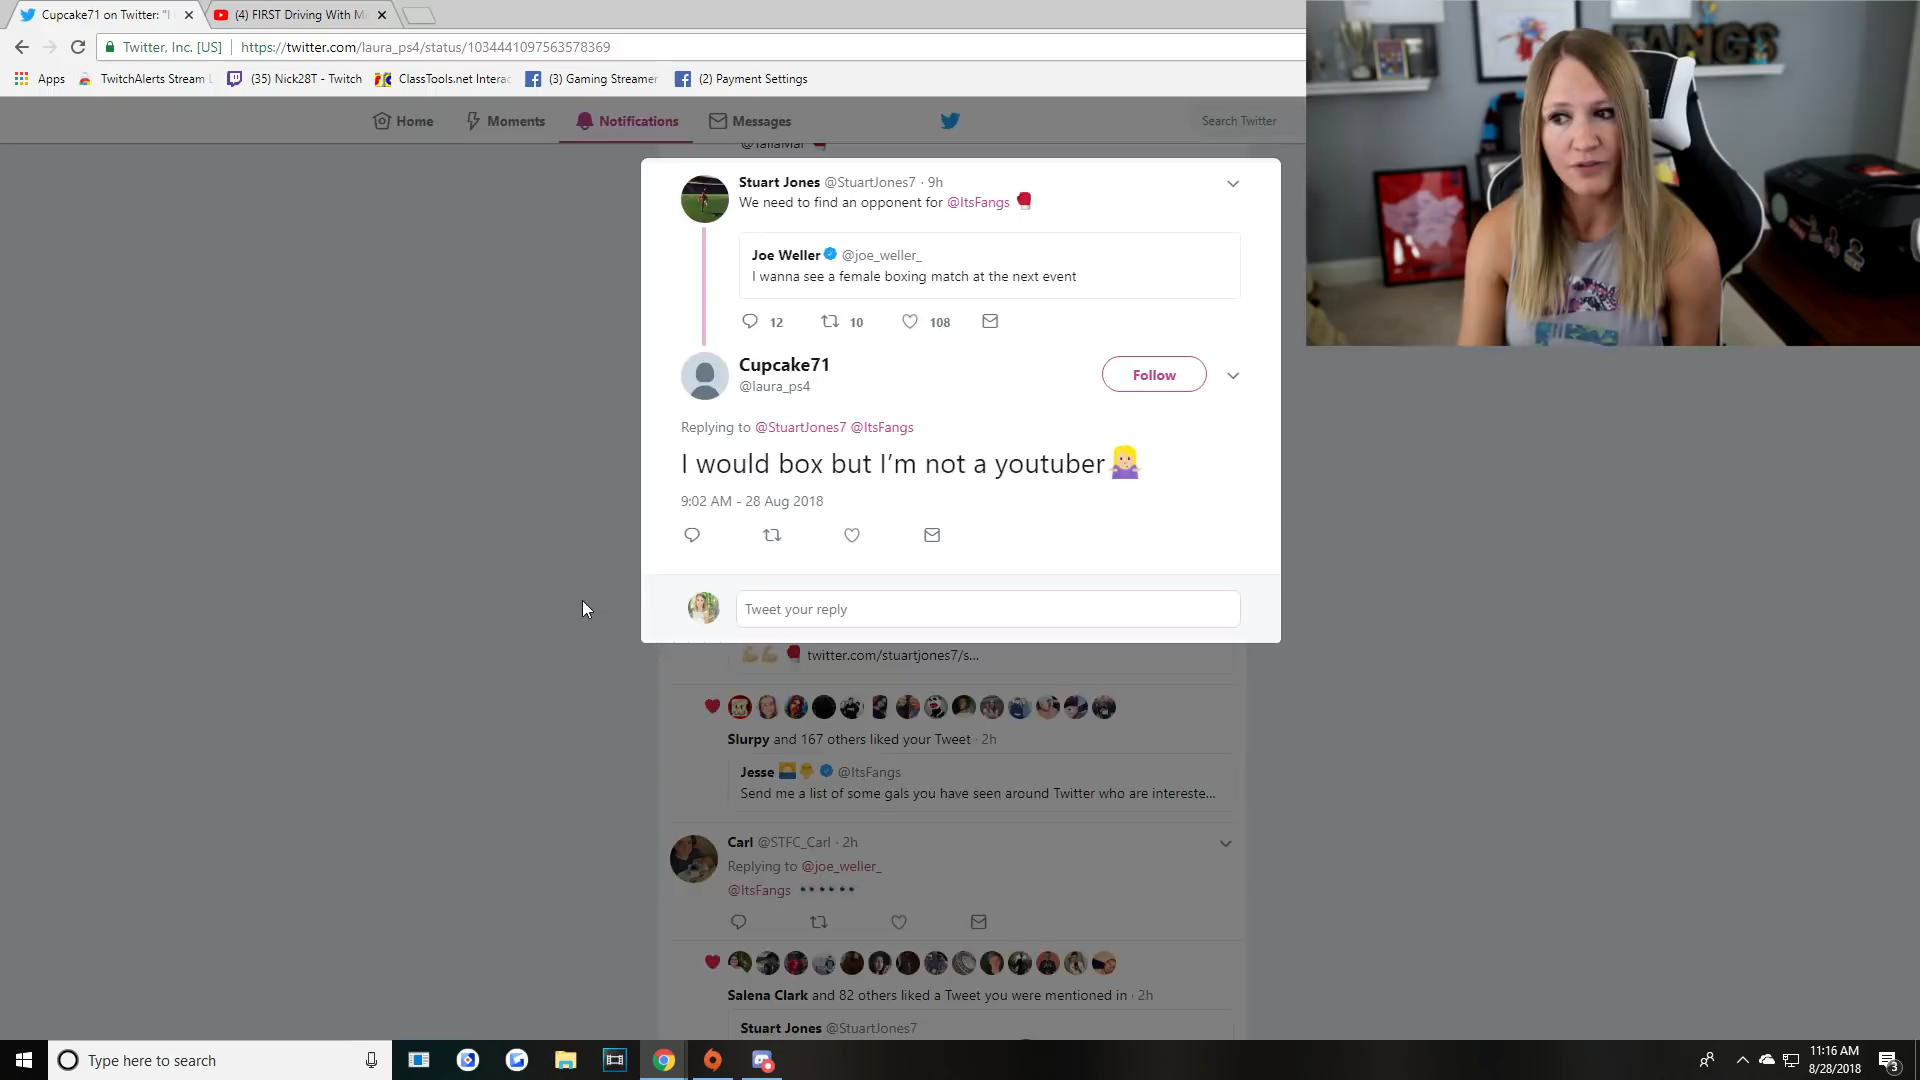 Cupcake71 on Twitter: "I
(4) FIRST Driving With M
Twitter, Inc. [US] https://twitter.com/laura_ps4/status/1034441097563578369
Apps TwitchAlerts Stream L (35) Nick28T - Twitch ClassTools.net Interac (3) Gaming Streamer (2) Payment Settings
Home Moments Notifications Messages Search Twitter
Stuart Jones @StuartJones7 · 9h
We need to find an opponent for @ItsFangs
Joe Weller @joe_weller_
I wanna see a female boxing match at the next event
12 10 108
Cupcake71
@laura_ps4
Follow
Replying to @StuartJones7 @ItsFangs
I would box but I'm not a youtuber
9:02 AM - 28 Aug 2018
Tweet your reply
twitter.com/stuartjones7/s...
Slurpy and 167 others liked your Tweet · 2h
Jesse @ItsFangs
Send me a list of some gals you have seen around Twitter who are intereste...
Carl @STFC_Carl · 2h
Replying to @joe_weller_
@ItsFangs
Salena Clark and 82 others liked a Tweet you were mentioned in · 2h
Stuart Jones @StuartJones7
Type here to search
11:16 AM
8/28/2018
3
FANGS